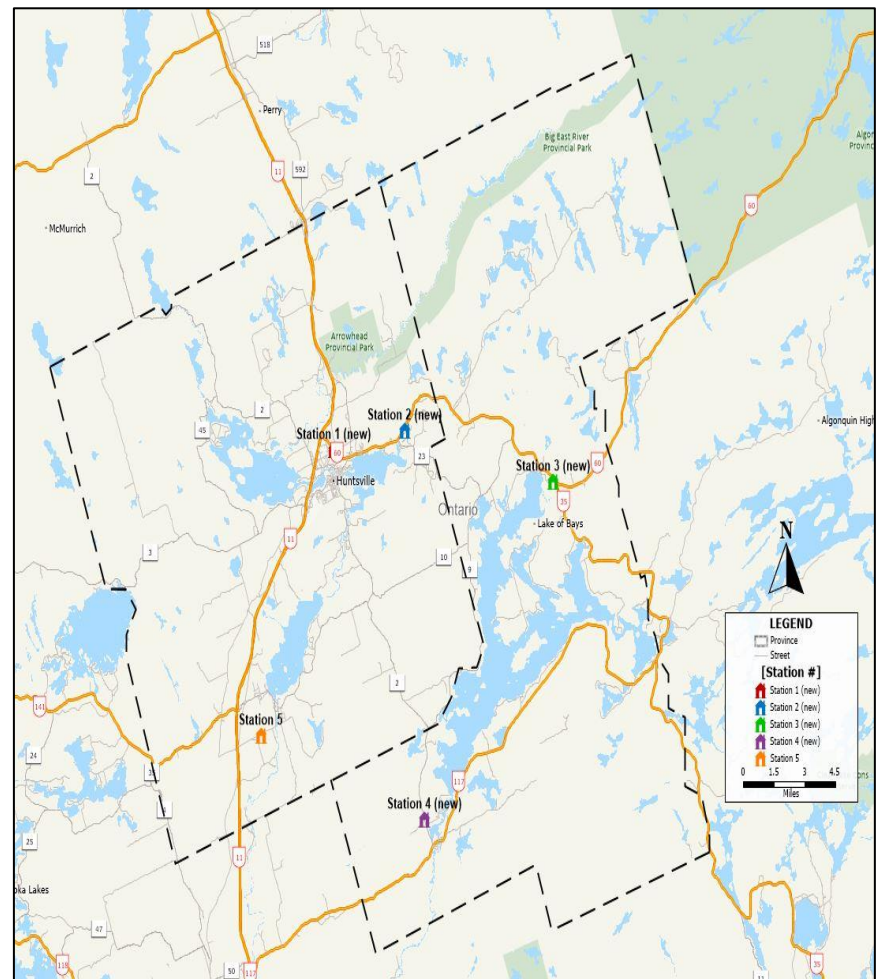 518
Perry
11
592
2
McMurrich
Big East River
Provincial Park
Algon
Provinc
60
Arrowhead
Provincial Park
2
45
Station 2 (new)
Station 1 (new)
60
23
Algonquin High
Huntsville
Station 3 (new)
60
Ontario
35
Lake of Bays
11
3
10
9
N
LEGEND
Province
Street
[Station #]
Station 1 (new)
Station 2 (new)
Station 3 (new)
Station 4 (new)
Station 5
0 1.5 3 4.5
Miles
2
141
Station 5
24
117
Station 4 (new)
25
11
oka Lakes
47
50
117
118
35